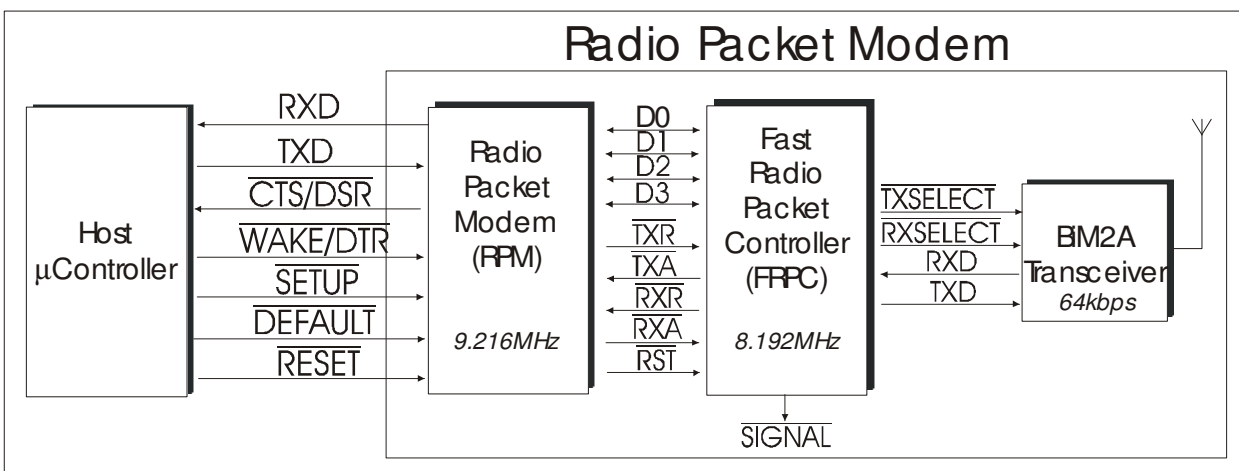 Radio Packet Modem
Host
μController
RXD
TXD
CTS/DSR
WAKE/DTR
SETUP
DEFAULT
RESET
Radio
Packet
Modem
(RPM)
9.216MHz
D0
D1
D2
D3
TXR
TXA
RXR
RXA
RST
Fast
Radio
Packet
Controller
(FRPC)
8.192MHz
SIGNAL
TXSELECT
RXSELECT
RXD
TXD
BiM2A
Transceiver
64kbps